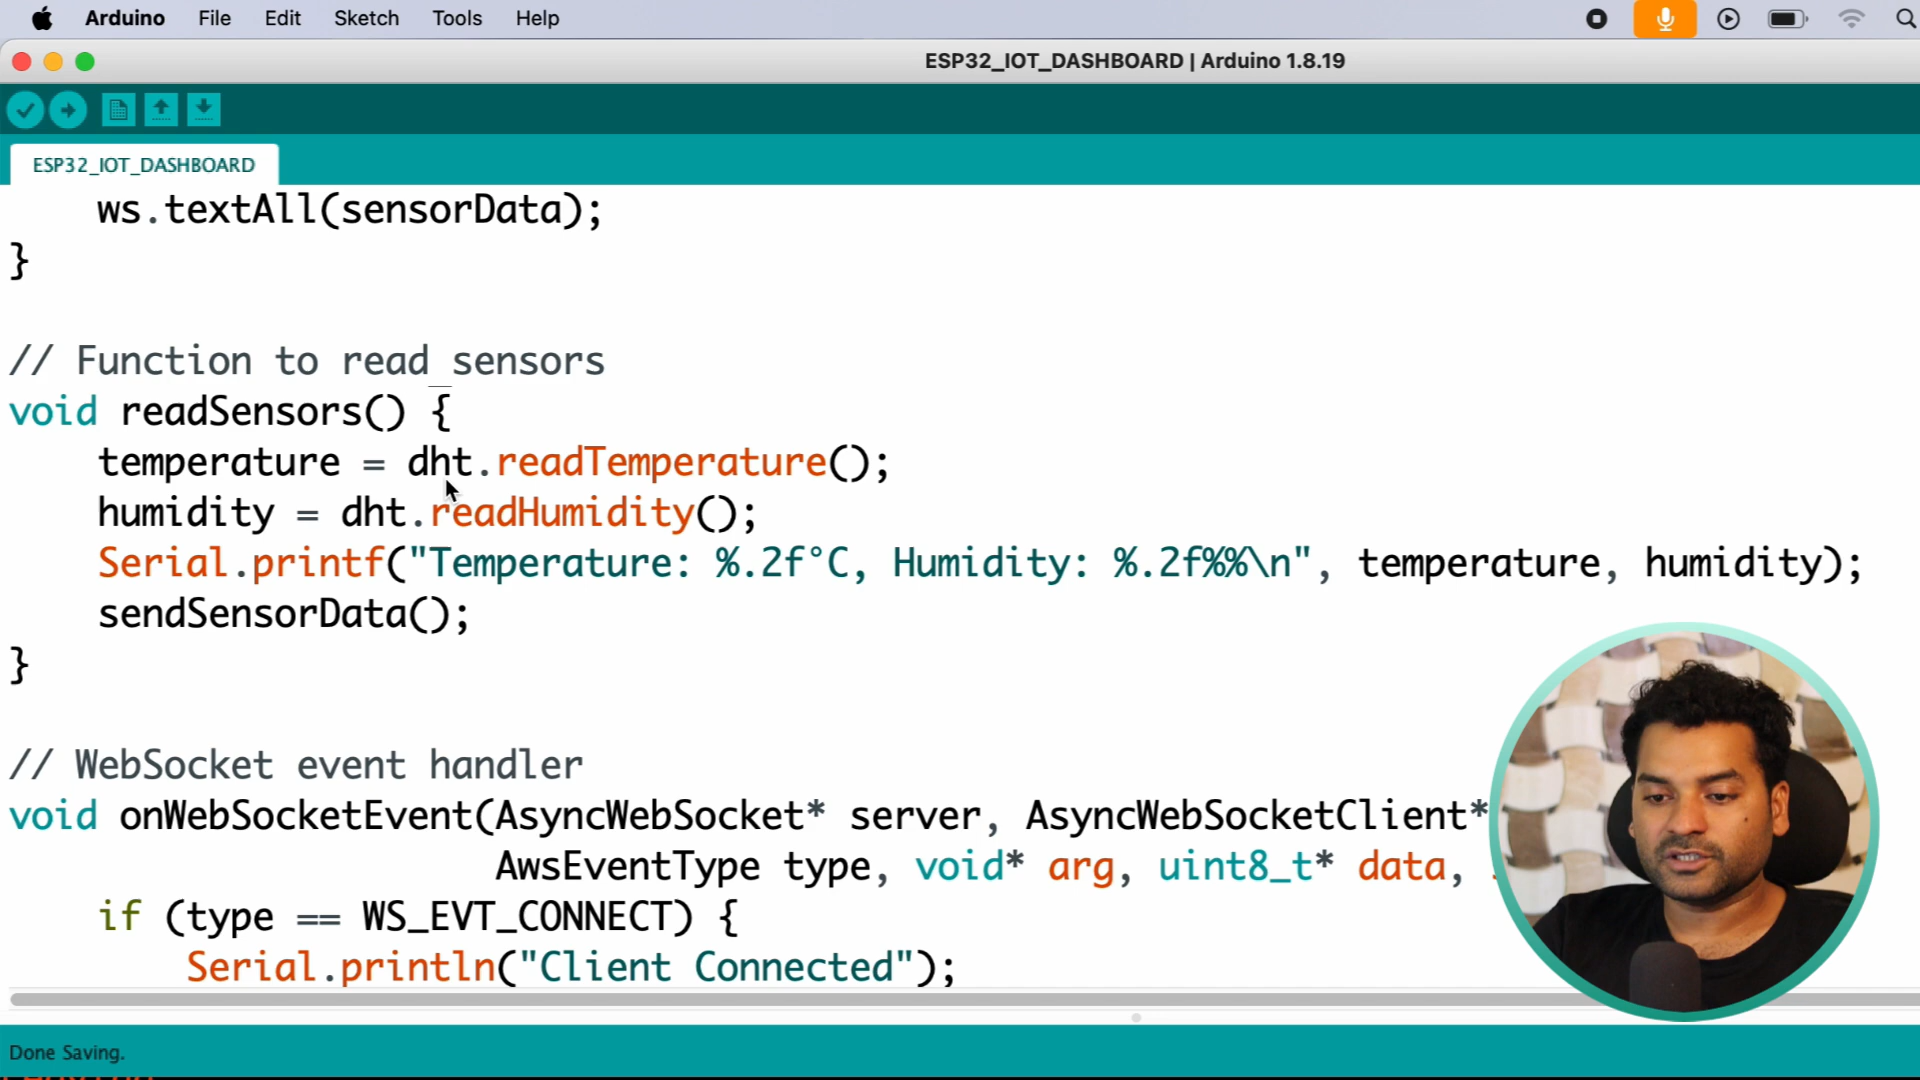 Arduino File Edit Sketch Tools Help
ESP32_IOT_DASHBOARD | Arduino 1.8.19
ESP32_IOT_DASHBOARD
ws.textAll(sensorData);
}
// Function to read sensors
void readSensors() {
temperature = dht.readTemperature();
humidity = dht.readHumidity();
Serial.printf("Temperature: %.2f°C, Humidity: %.2f%%\n", temperature, humidity);
sendSensorData();
}
// WebSocket event handler
void onWebSocketEvent(AsyncWebSocket* server, AsyncWebSocketClient*
AwsEventType type, void* arg, uint8_t* data,
if (type == WS_EVT_CONNECT) {
Serial.println("Client Connected");
Done Saving.